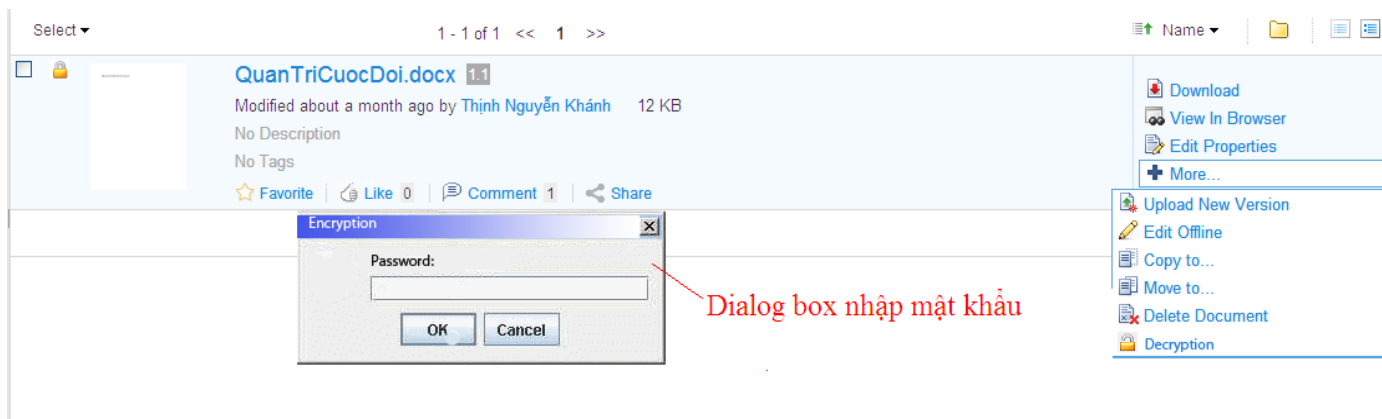 Select
1 - 1 of 1 << 1 >>
Name
QuanTriCuocDoi.docx 1.1
Modified about a month ago by Thịnh Nguyễn Khánh 12 KB
No Description
No Tags
Favorite Like 0 Comment 1 Share
Download
View In Browser
Edit Properties
More...
Upload New Version
Edit Offline
Copy to...
Move to...
Delete Document
Decryption
Encryption
Password:
OK Cancel
Dialog box nhập mật khẩu